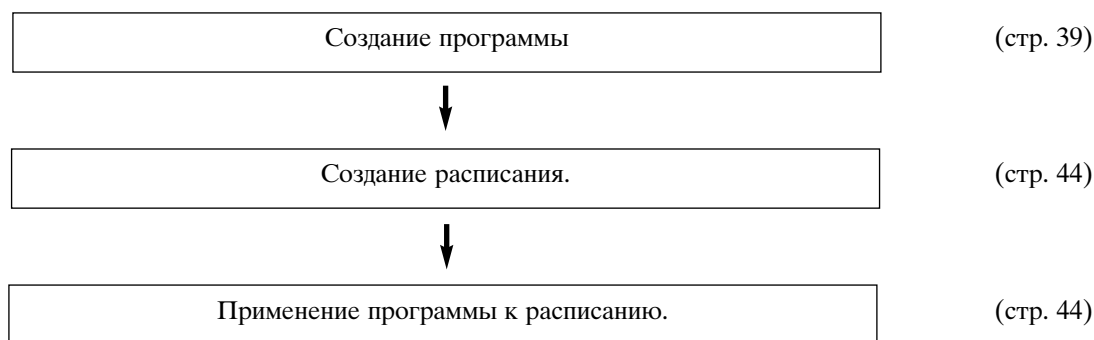 Создание программы (стр. 39)
Создание расписания. (стр. 44)
Применение программы к расписанию. (стр. 44)